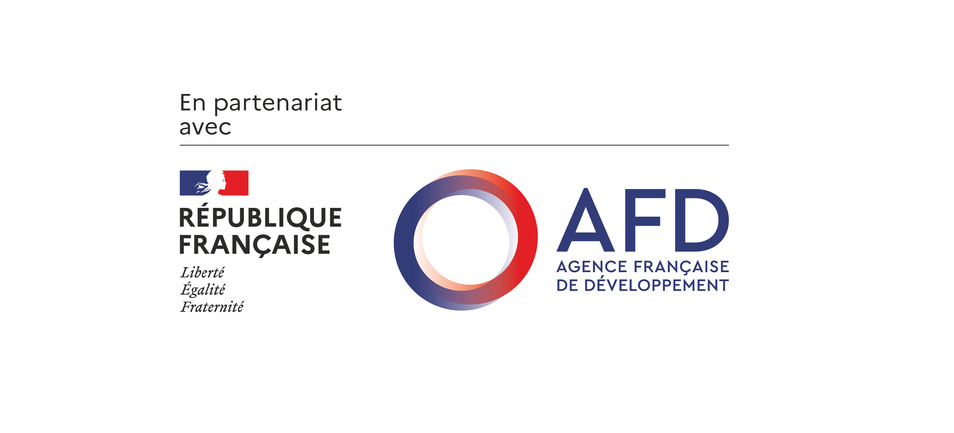 En partenariat
avec
RÉPUBLIQUE
FRANÇAISE
Liberté
Égalité
Fraternité
AFD
AGENCE FRANÇAISE
DE DÉVELOPPEMENT